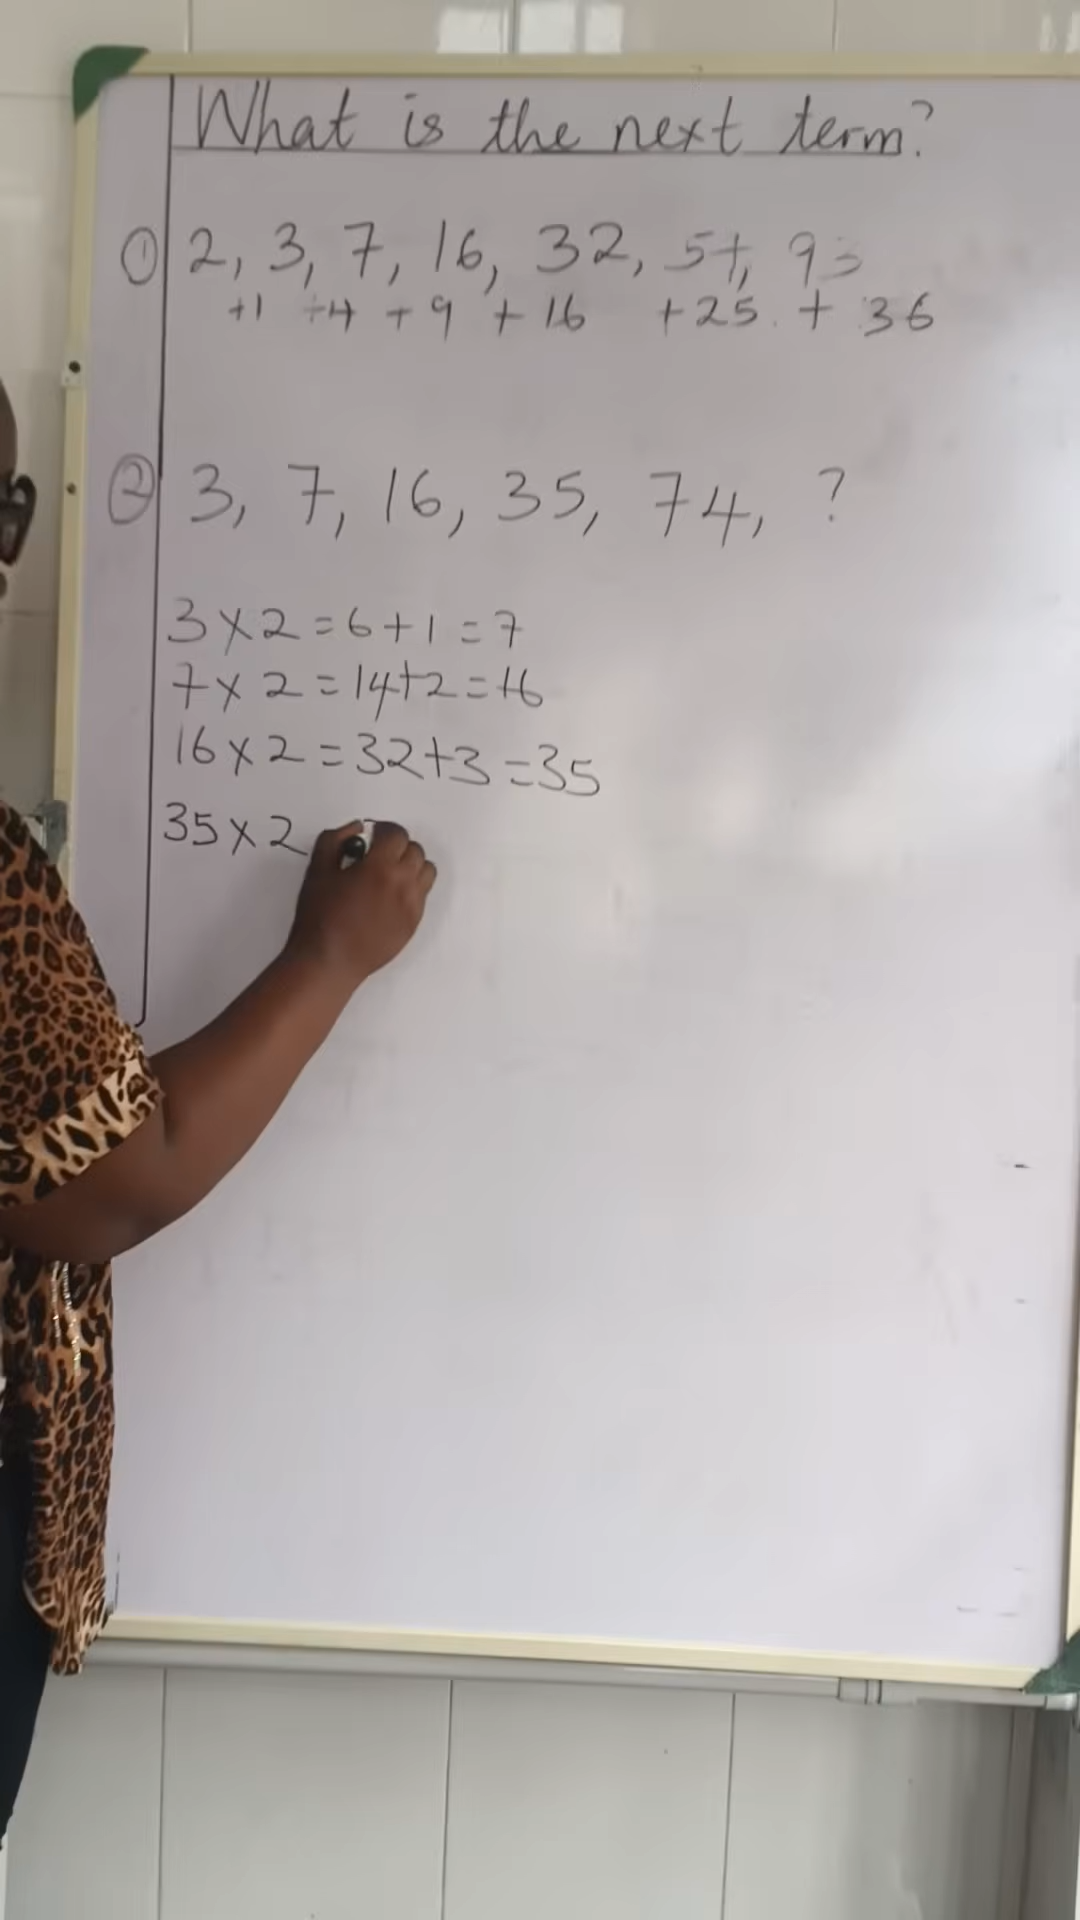 What is the next term?
① 2, 3, 7, 16, 32, 57, 93
+1 +4 +9 +16 +25 + 36
② 3, 7, 16, 35, 74, ?
3×2=6+1=7
7×2=14+2=16
16×2=32+3=35
35×2